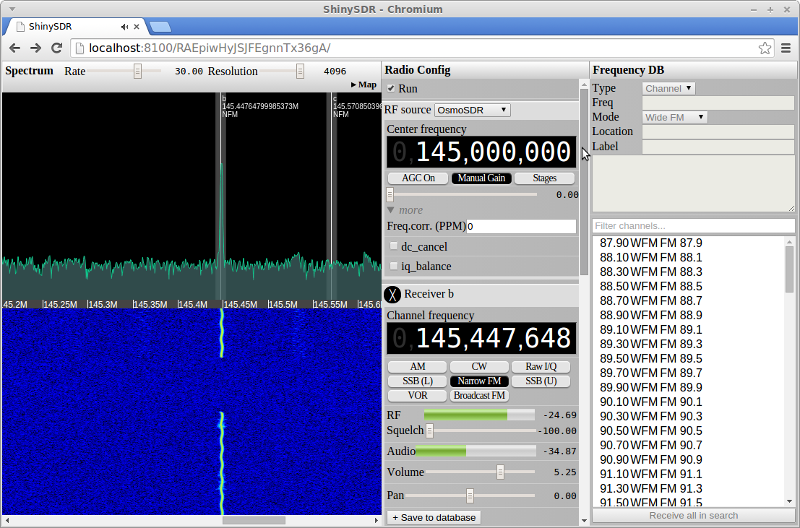 ShinySDR - Chromium
ShinySDR
localhost:8100/RAEpiwHyJSJFEgnnTx36gA/
Spectrum Rate 30.00 Resolution 4096
▸ Map
b
145.44764799985373M
NFM
c
145.570850396
NFM
145.2M 145.25M 145.3M 145.35M 145.4M 145.45M 145.5M 145.55M 145.6
Radio Config
Run
RF source OsmoSDR
Center frequency
0,145,000,000
AGC On Manual Gain Stages
0.00
▼ more
Freq.corr. (PPM) 0
dc_cancel
iq_balance
╳ Receiver b
Channel frequency
0,145,447,648
AM CW Raw I/Q
SSB (L) Narrow FM SSB (U)
VOR Broadcast FM
RF -24.69
Squelch -100.00
Audio -34.87
Volume 5.25
Pan 0.00
+ Save to database
Frequency DB
Type Channel
Freq
Mode Wide FM
Location
Label
Filter channels...
87.90 WFM FM 87.9
88.10 WFM FM 88.1
88.30 WFM FM 88.3
88.50 WFM FM 88.5
88.70 WFM FM 88.7
88.90 WFM FM 88.9
89.10 WFM FM 89.1
89.30 WFM FM 89.3
89.50 WFM FM 89.5
89.70 WFM FM 89.7
89.90 WFM FM 89.9
90.10 WFM FM 90.1
90.30 WFM FM 90.3
90.50 WFM FM 90.5
90.70 WFM FM 90.7
90.90 WFM FM 90.9
91.10 WFM FM 91.1
91.30 WFM FM 91.3
91.50 WFM FM 91.5
Receive all in search